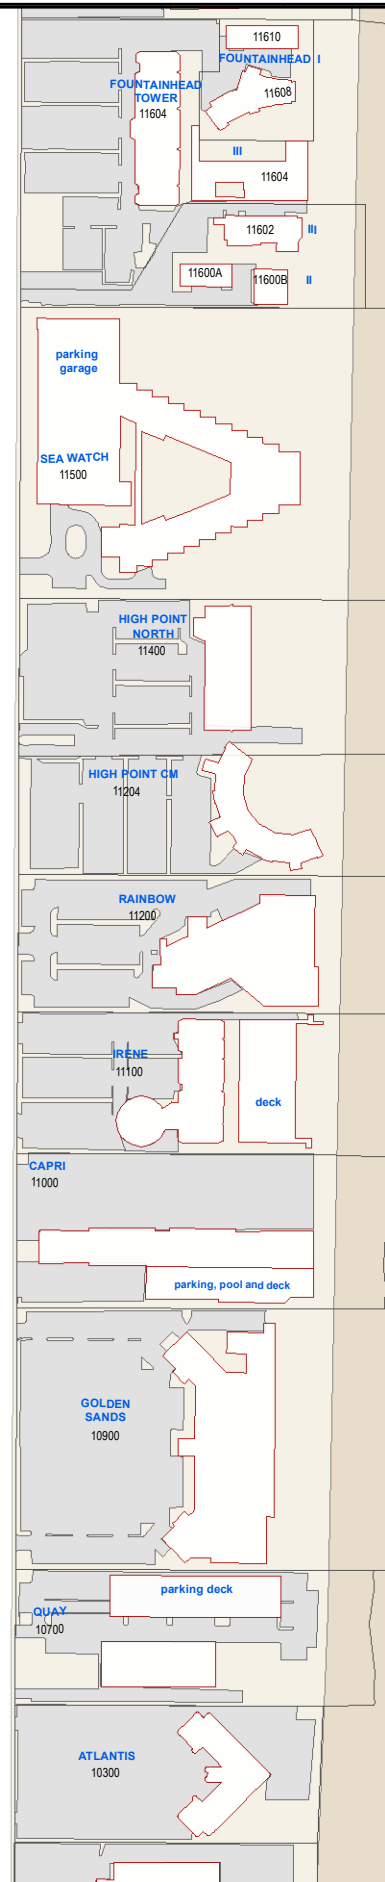 11610
FOUNTAINHEAD I
FOUNTAINHEAD
TOWER
11604
11608
III
11604
11602
III
11600A
11600B
II
parking
garage
SEA WATCH
11500
HIGH POINT
NORTH
11400
HIGH POINT CM
11204
RAINBOW
11200
IRENE
11100
deck
CAPRI
11000
parking, pool and deck
GOLDEN
SANDS
10900
parking deck
QUAY
10700
ATLANTIS
10300